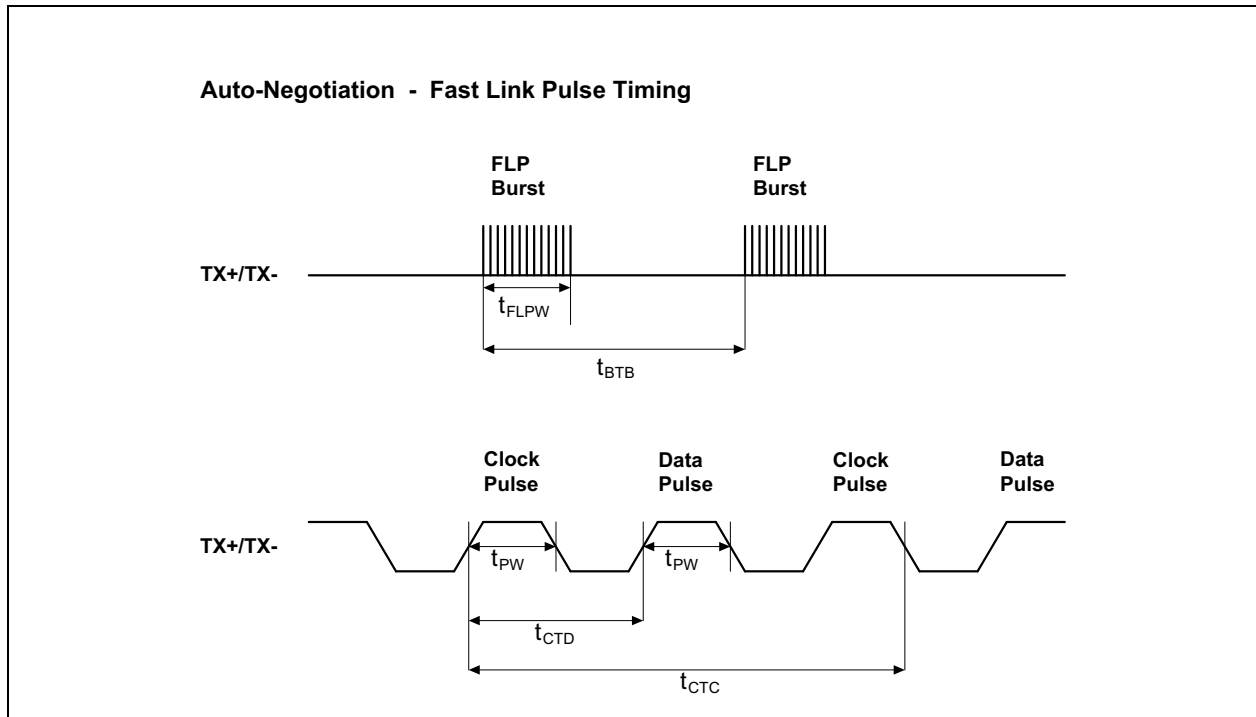 Auto-Negotiation - Fast Link Pulse Timing
FLP
Burst
FLP
Burst
TX+/TX-
tFLPW
tBTB
Clock
Pulse
Data
Pulse
Clock
Pulse
Data
Pulse
TX+/TX-
tPW
tPW
tCTD
tCTC